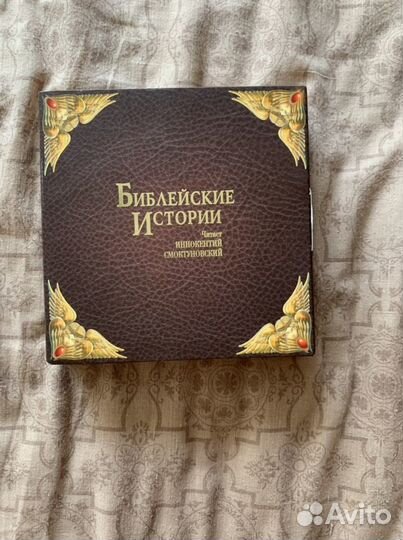 Библейские
Истории
Читает
Иннокентий
Смоктуновский
Avito